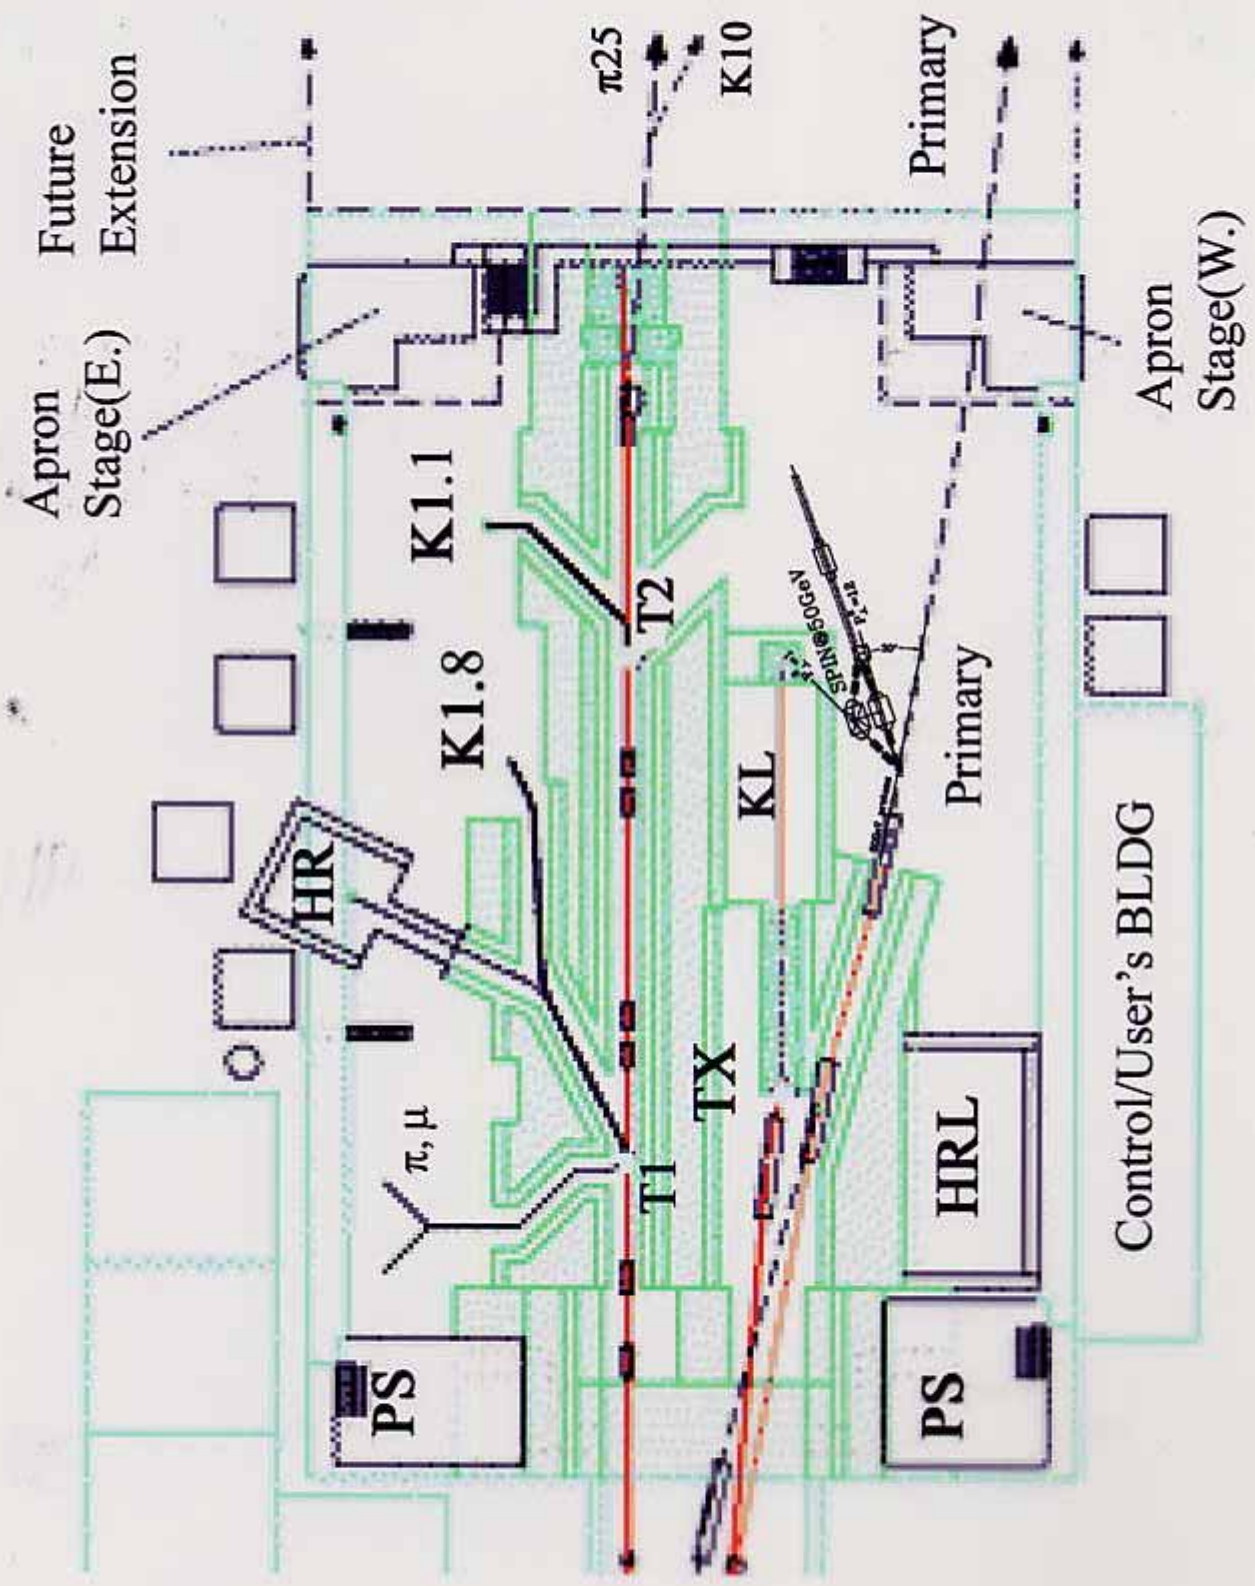 Future
Extension
π25
K10
Primary
Apron
Stage(E.)
Apron
Stage(W.)
K1.1
K1.8
T2
SPIN@50GeV
Primary
KL
HR
TX
π, μ
T1
HRL
Control/User's BLDG
PS
PS